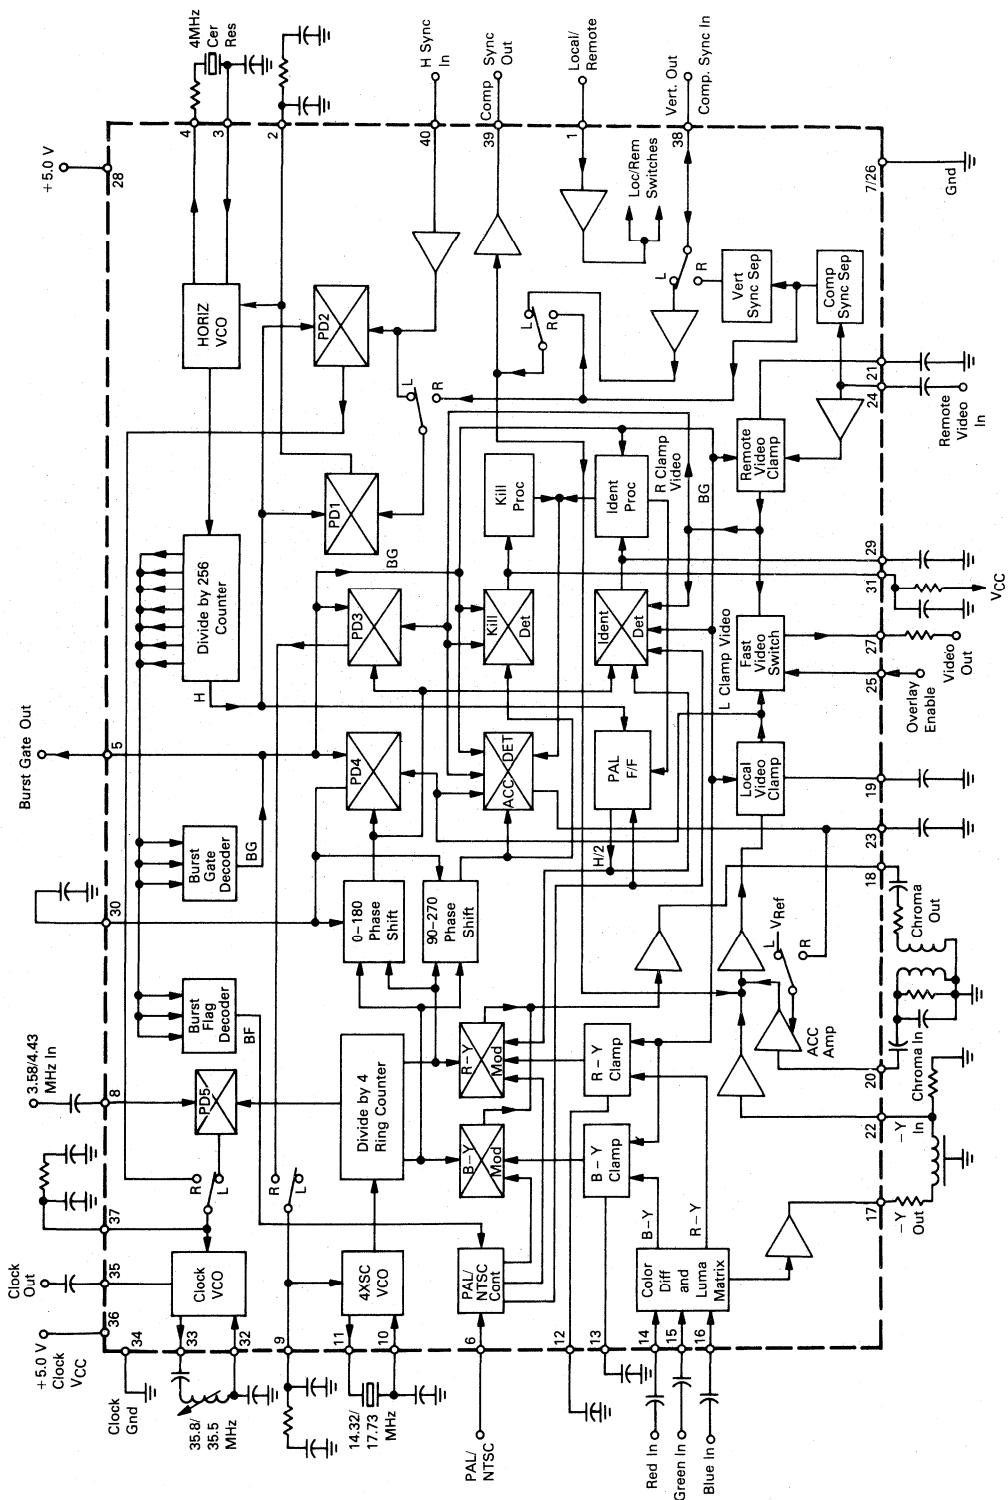 +5.0 V
28
4
4MHz
Cer
Res
3
2
H Sync
In
40
Comp Sync
Out
39
Local/
Remote
1
Vert. Out
Comp. Sync In
38
7/26
Gnd
HORIZ
VCO
PD2
Loc/Rem
Switches
L
R
Vert
Sync Sep
Comp
Sync Sep
L
R
L
R
21
24
Remote
Video
In
Divide by 256
Counter
H
PD1
BG
Kill
Proc
Ident
Proc
R Clamp
Video
BG
Remote
Video
Clamp
29
31
VCC
PD3
Kill
Det
Ident
Det
L Clamp Video
Fast
Video
Switch
27
Video
Out
25
Overlay
Enable
Burst Gate Out
5
PD4
ACC DET
PAL
F/F
H/2
Local
Video
Clamp
19
23
Burst
Gate
Decoder
BG
30
0–180
Phase
Shift
90–270
Phase
Shift
18
Chroma
Out
L
VRef
R
ACC
Amp
20
Chroma In
Burst
Flag
Decoder
BF
3.58/4.43
MHz In
8
PD5
Divide by 4
Ring Counter
R–Y
Mod
B–Y
Mod
R–Y
Clamp
B–Y
Clamp
22
–Y
In
37
R
L
R
L
17
–Y
Out
Clock
Out
35
Clock
VCO
4XSC
VCO
PAL/
NTSC
Cont
B–Y
R–Y
Color
Diff
and
Luma
Matrix
+5.0 V
Clock
VCC
36
34
33
32
9
11
10
6
12
13
14
15
16
Clock
Gnd
35.8/
35.5
MHz
14.32/
17.73
MHz
PAL/
NTSC
Red In
Green In
Blue In